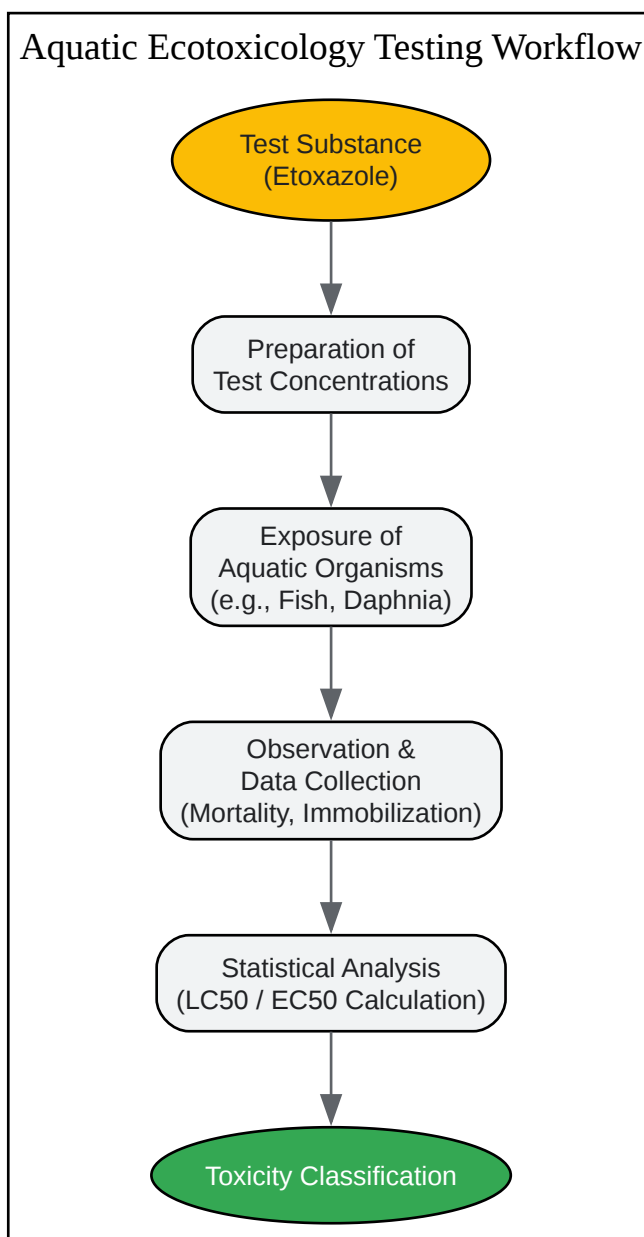 Aquatic Ecotoxicology Testing Workflow
Test Substance
(Etoxazole)
Preparation of
Test Concentrations
Exposure of
Aquatic Organisms
(e.g., Fish, Daphnia)
Observation &
Data Collection
(Mortality, Immobilization)
Statistical Analysis
(LC50 / EC50 Calculation)
Toxicity Classification